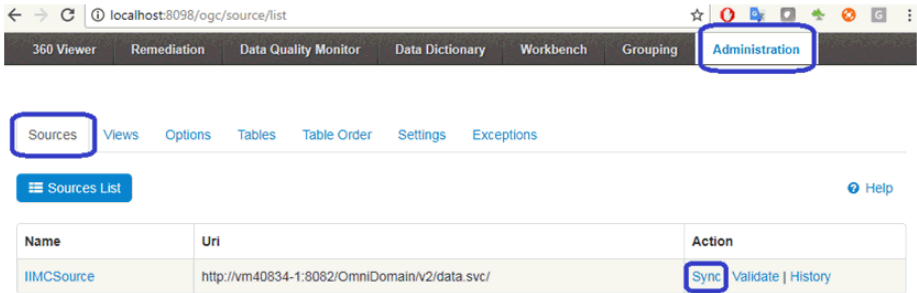 localhost:8098/ogc/source/list
360 Viewer Remediation Data Quality Monitor Data Dictionary Workbench Grouping Administration
Sources Views Options Tables Table Order Settings Exceptions
Sources List Help
Name Uri Action
IIMCSource http://vm40834-1:8082/OmniDomain/v2/data.svc/ Sync Validate | History